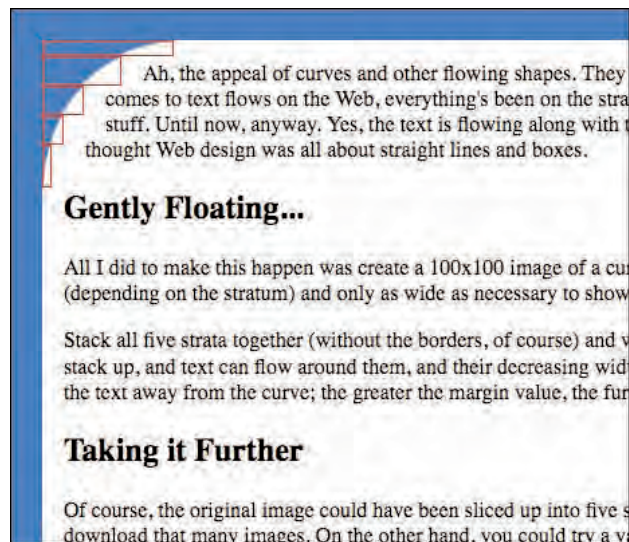 Ah, the appeal of curves and other flowing shapes. They
comes to text flows on the Web, everything's been on the stra
stuff. Until now, anyway. Yes, the text is flowing along with t
thought Web design was all about straight lines and boxes.
Gently Floating...
All I did to make this happen was create a 100x100 image of a cu
(depending on the stratum) and only as wide as necessary to show
Stack all five strata together (without the borders, of course) and v
stack up, and text can flow around them, and their decreasing wid
the text away from the curve; the greater the margin value, the fur
Taking it Further
Of course, the original image could have been sliced up into five s
download that many images. On the other hand, you could try a va